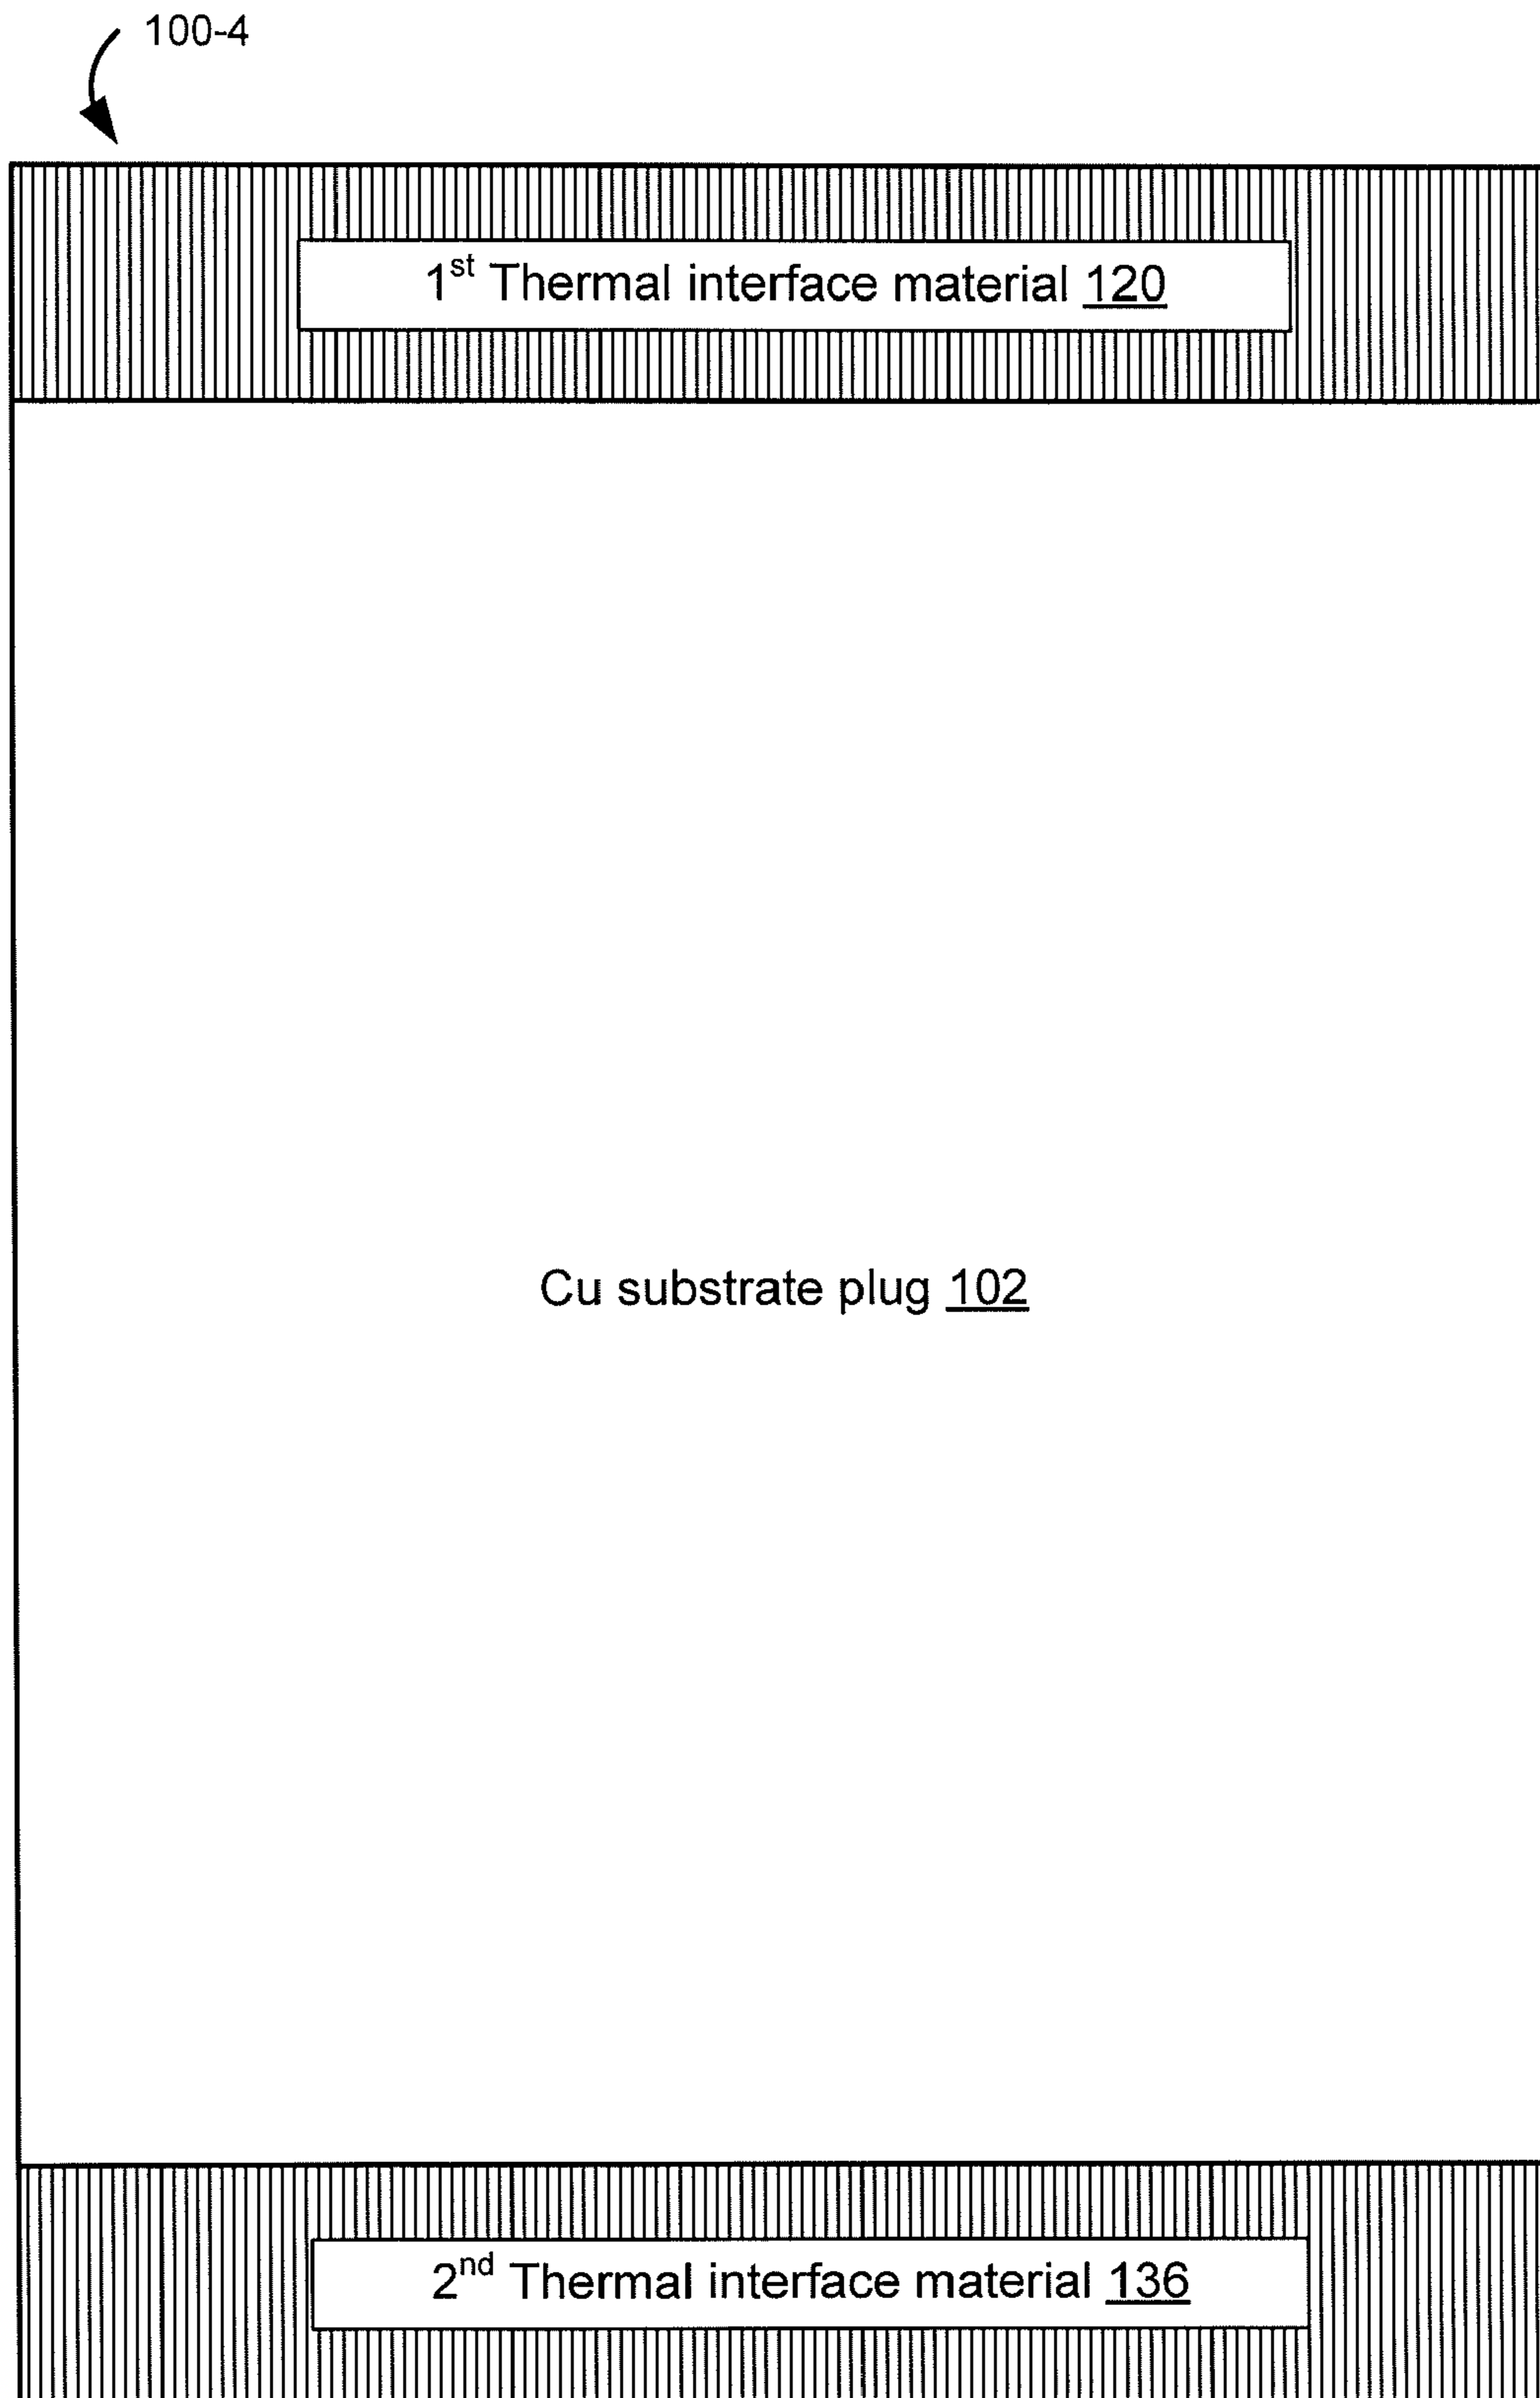 100-4
1st Thermal interface material 120
Cu substrate plug 102
2nd Thermal interface material 136